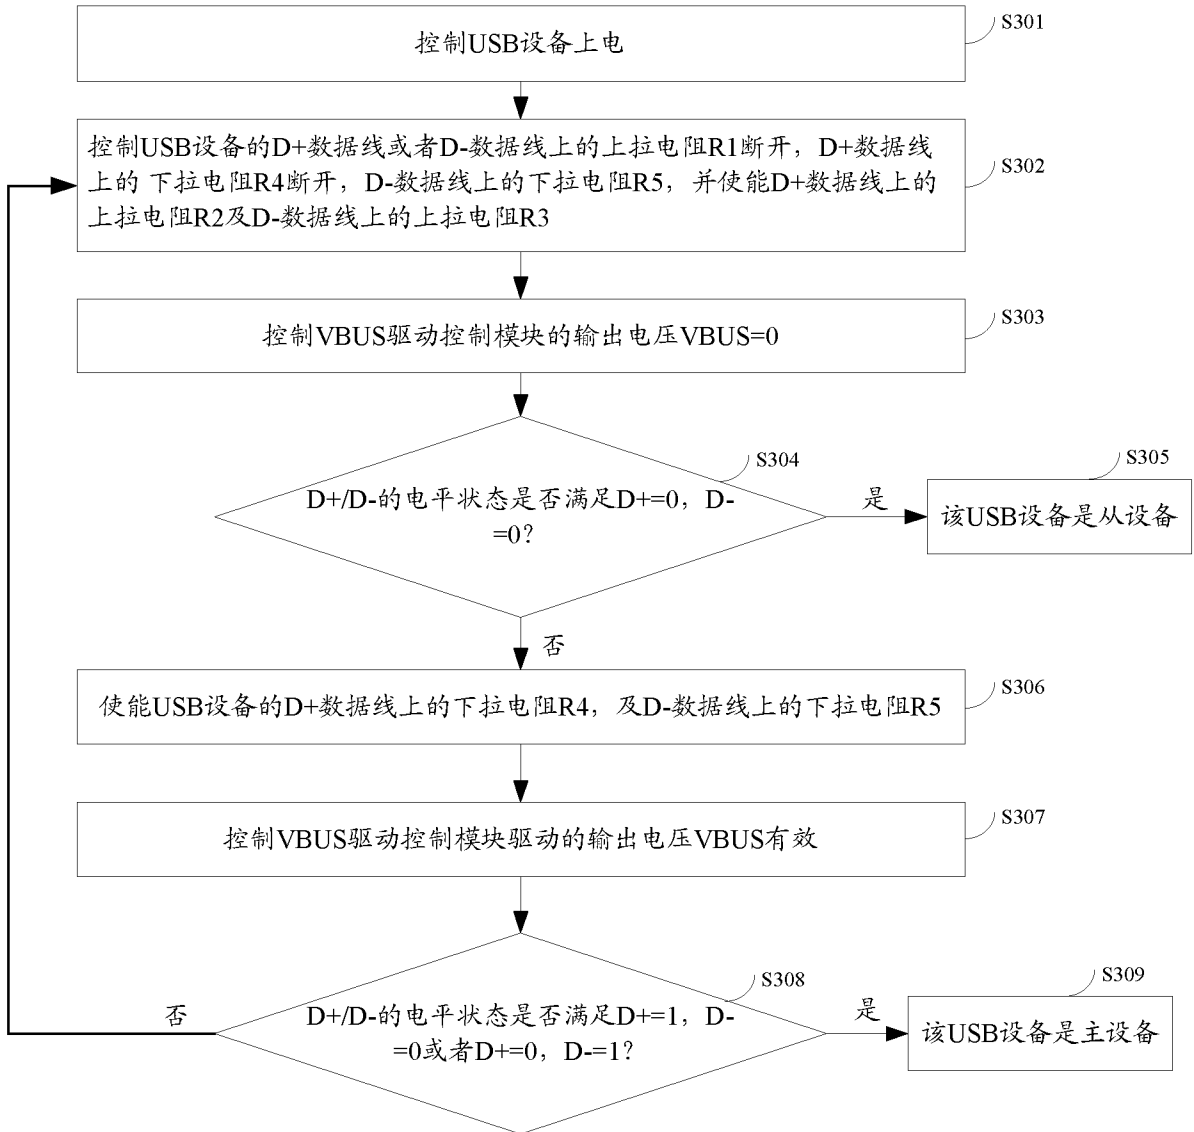 控制USB设备上电
S301
控制USB设备的D+数据线或者D-数据线上的上拉电阻R1断开，D+数据线
上的 下拉电阻R4断开，D-数据线上的下拉电阻R5，并使能D+数据线上的
上拉电阻R2及D-数据线上的上拉电阻R3
S302
控制VBUS驱动控制模块的输出电压VBUS=0
S303
D+/D-的电平状态是否满足D+=0，D-
=0？
S304
是
该USB设备是从设备
S305
否
使能USB设备的D+数据线上的下拉电阻R4，及D-数据线上的下拉电阻R5
S306
控制VBUS驱动控制模块驱动的输出电压VBUS有效
S307
D+/D-的电平状态是否满足D+=1，D-
=0或者D+=0，D-=1？
S308
否
是
该USB设备是主设备
S309